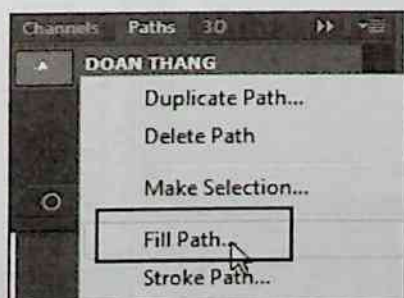 Channels Paths 3D
DOAN THANG
Duplicate Path...
Delete Path
Make Selection...
Fill Path...
Stroke Path...